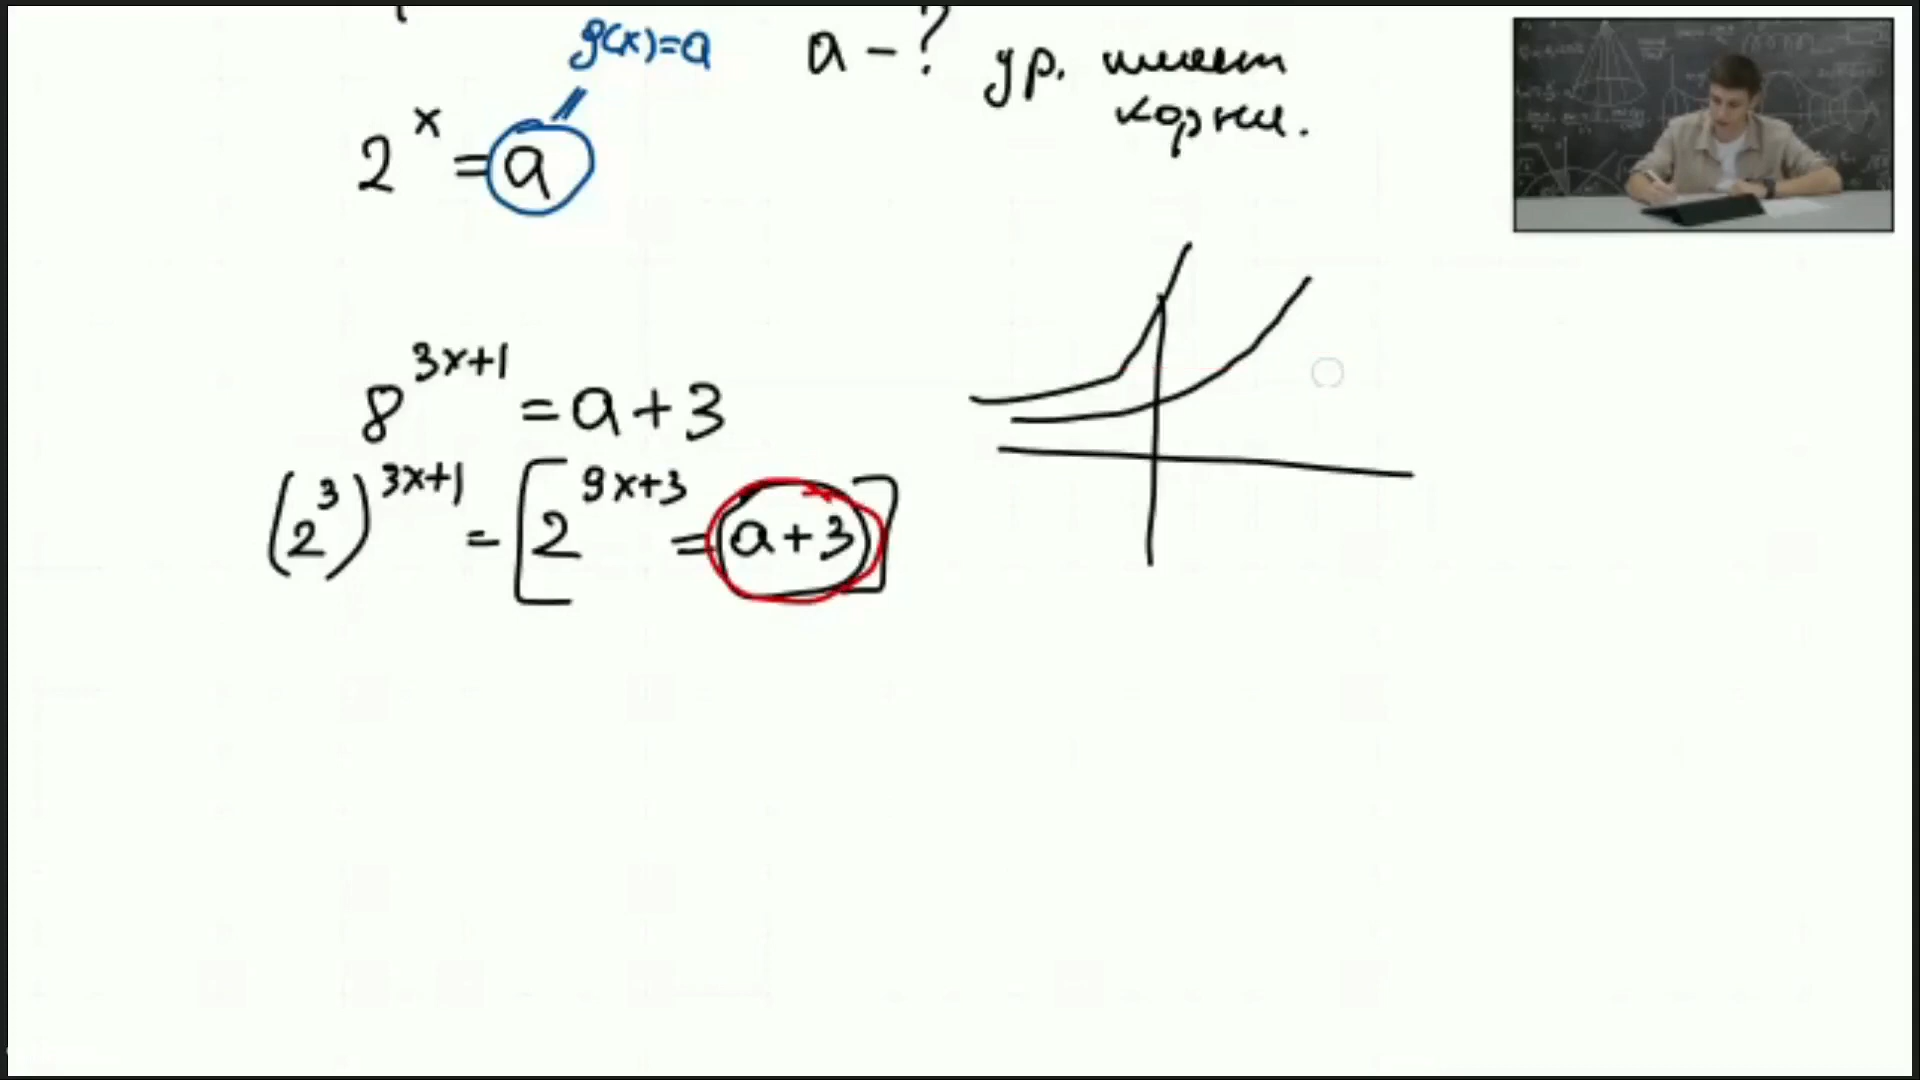 g(x)=a
a - ? ур. имеет
корни.
2^x = a
8^{3x+1} = a+3
(2^3)^{3x+1} = [2^{9x+3} = (a+3)]